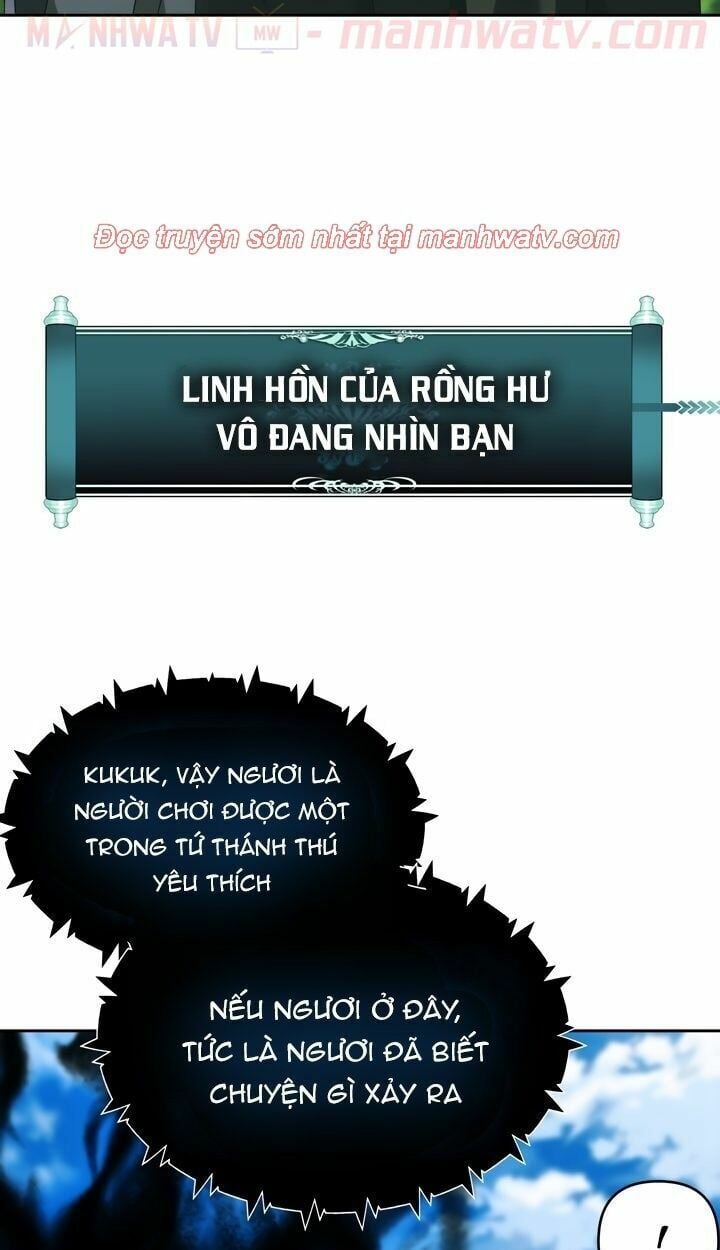 MANHWATV MW - manhwatv.com
Đọc truyện sớm nhất tại manhwatv.com
LINH HỒN CỦA RỒNG HƯ
VÔ ĐANG NHÌN BẠN
KUKUK, VẬY NGƯƠI LÀ
NGƯỜI CHƠI ĐƯỢC MỘT
TRONG TỨ THÁNH THÚ
YÊU THÍCH
NẾU NGƯƠI Ở ĐÂY,
TỨC LÀ NGƯƠI ĐÃ BIẾT
CHUYỆN GÌ XẢY RA